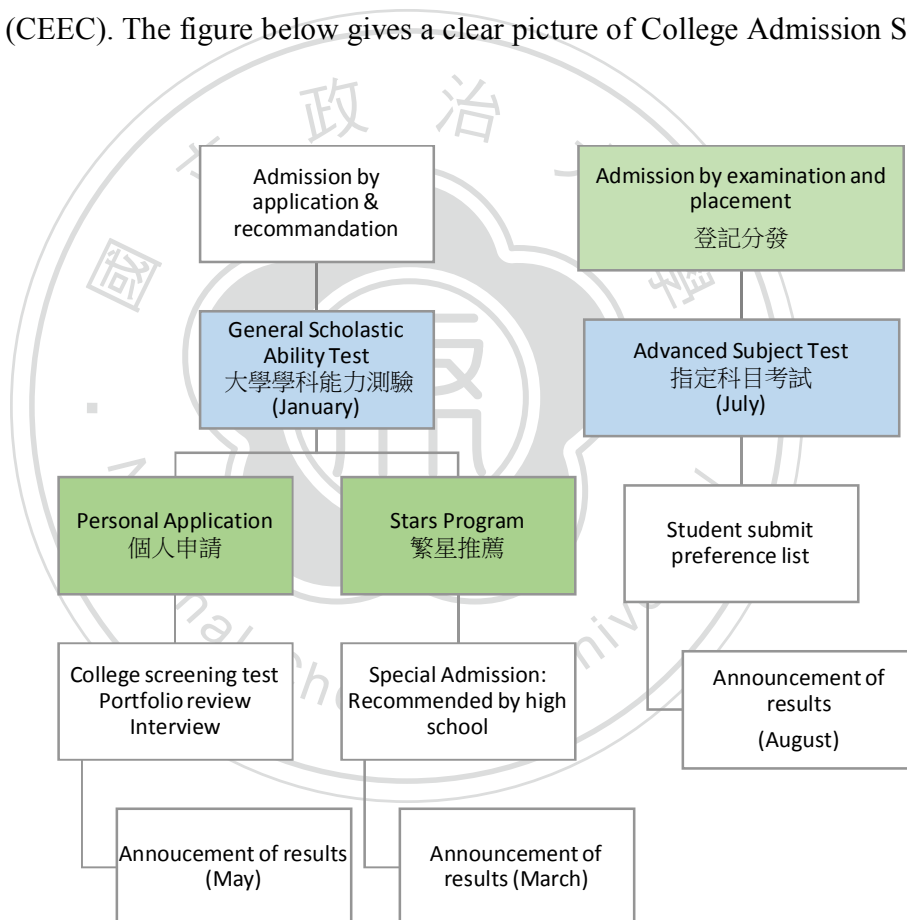 (CEEC). The figure below gives a clear picture of College Admission S
Admission by
application &
recommandation
Admission by examination and
placement
登記分發
General Scholastic
Ability Test
大學學科能力測驗
(January)
Advanced Subject Test
指定科目考試
(July)
Personal Application
個人申請
Stars Program
繁星推薦
Student submit
preference list
College screening test
Portfolio review
Interview
Special Admission:
Recommended by high
school
Announcement of
results
(August)
Annoucement of results
(May)
Announcement of
results (March)
政 治
國
學